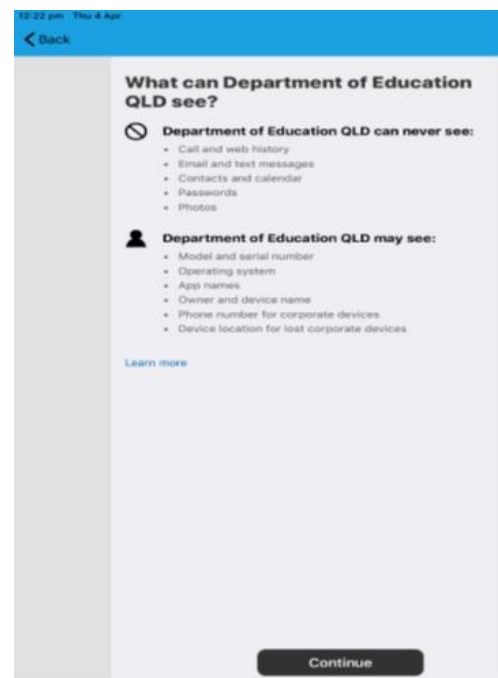 12:22 pm Thu 4 Apr
Back
What can Department of Education
QLD see?
Department of Education QLD can never see:
• Call and web history
• Email and text messages
• Contacts and calendar
• Passwords
• Photos
Department of Education QLD may see:
• Model and serial number
• Operating system
• App names
• Owner and device name
• Phone number for corporate devices
• Device location for lost corporate devices
Learn more
Continue